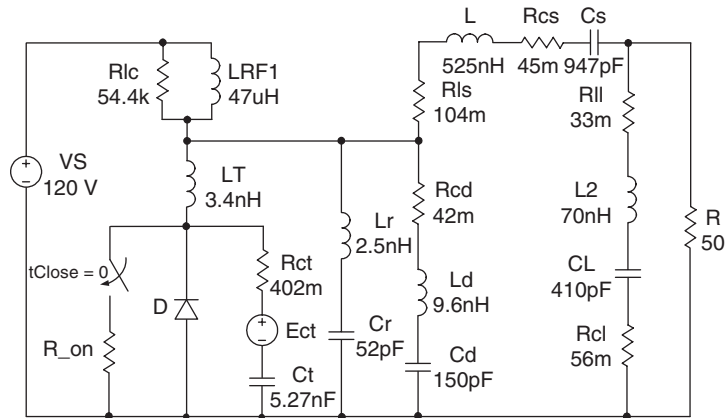 L
Rcs
Cs
525nH
45m
947pF
Rlc
54.4k
LRF1
47uH
Rls
104m
Rll
33m
VS
120 V
LT
3.4nH
Rcd
42m
L2
70nH
R
50
Lr
2.5nH
Rct
402m
tClose = 0
Ld
9.6nH
CL
410pF
D
Ect
R_on
Cr
52pF
Rcl
56m
Ct
5.27nF
Cd
150pF